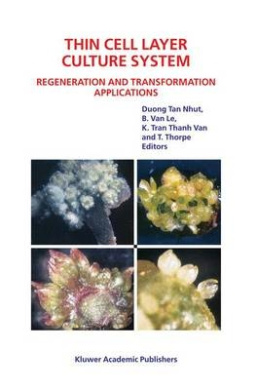 THIN CELL LAYER
CULTURE SYSTEM
REGENERATION AND TRANSFORMATION
APPLICATIONS
Duong Tan Nhut,
B. Van Le,
K. Tran Thanh Van
and T. Thorpe
Editors
Kluwer Academic Publishers